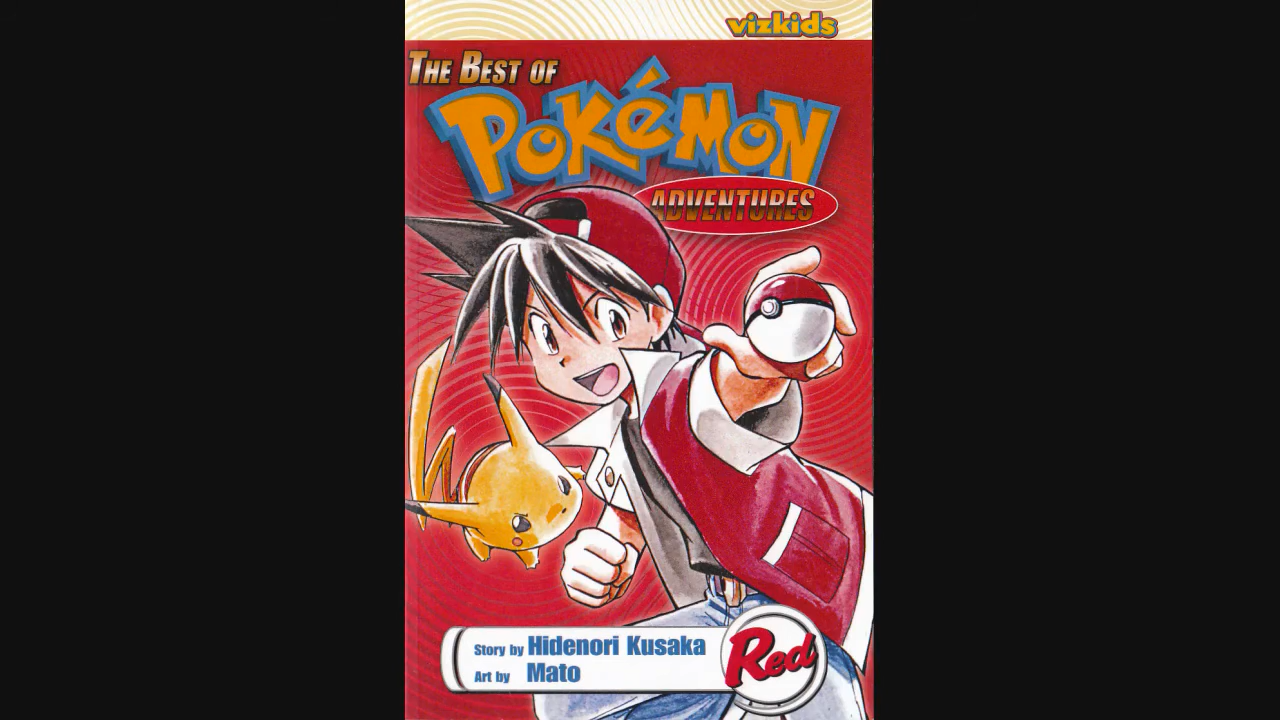 vizkids
The Best of
Pokémon
ADVENTURES
Story by Hidenori Kusaka
Art by Mato
Red